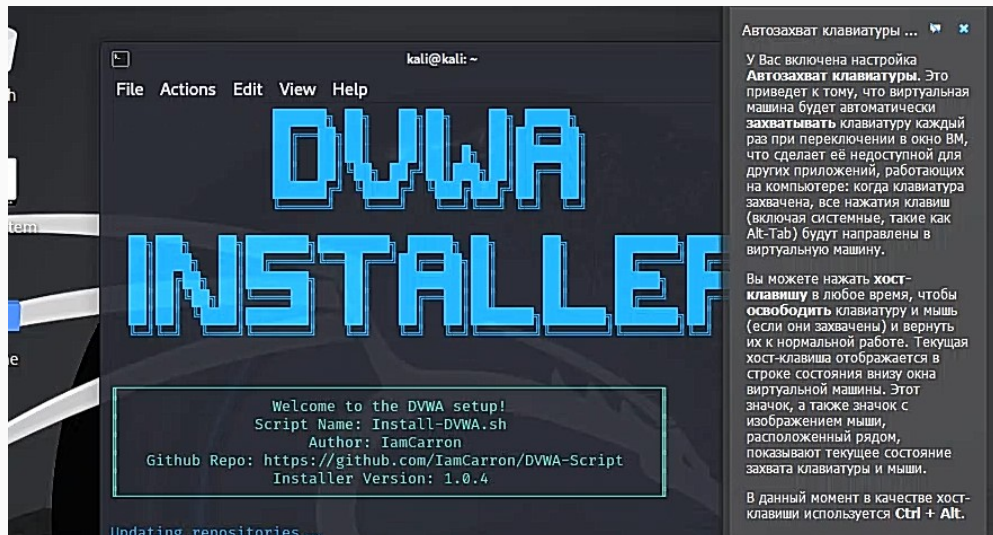 kali@kali: ~
File Actions Edit View Help
DVWA
INSTALLER
Welcome to the DVWA setup!
Script Name: Install-DVWA.sh
Author: IamCarron
Github Repo: https://github.com/IamCarron/DVWA-Script
Installer Version: 1.0.4
Updating repositories...
Автозахват клавиатуры ...
У Вас включена настройка
Автозахват клавиатуры. Это
приведет к тому, что виртуальная
машина будет автоматически
захватывать клавиатуру каждый
раз при переключении в окно ВМ,
что сделает её недоступной для
других приложений, работающих
на компьютере: когда клавиатура
захвачена, все нажатия клавиш
(включая системные, такие как
Alt-Tab) будут направлены в
виртуальную машину.
Вы можете нажать хост-
клавишу в любое время, чтобы
освободить клавиатуру и мышь
(если они захвачены) и вернуть
их к нормальной работе. Текущая
хост-клавиша отображается в
строке состояния внизу окна
виртуальной машины. Этот
значок, а также значок с
изображением мыши,
расположенный рядом,
показывают текущее состояние
захвата клавиатуры и мыши.
В данный момент в качестве хост-
клавиши используется Ctrl + Alt.